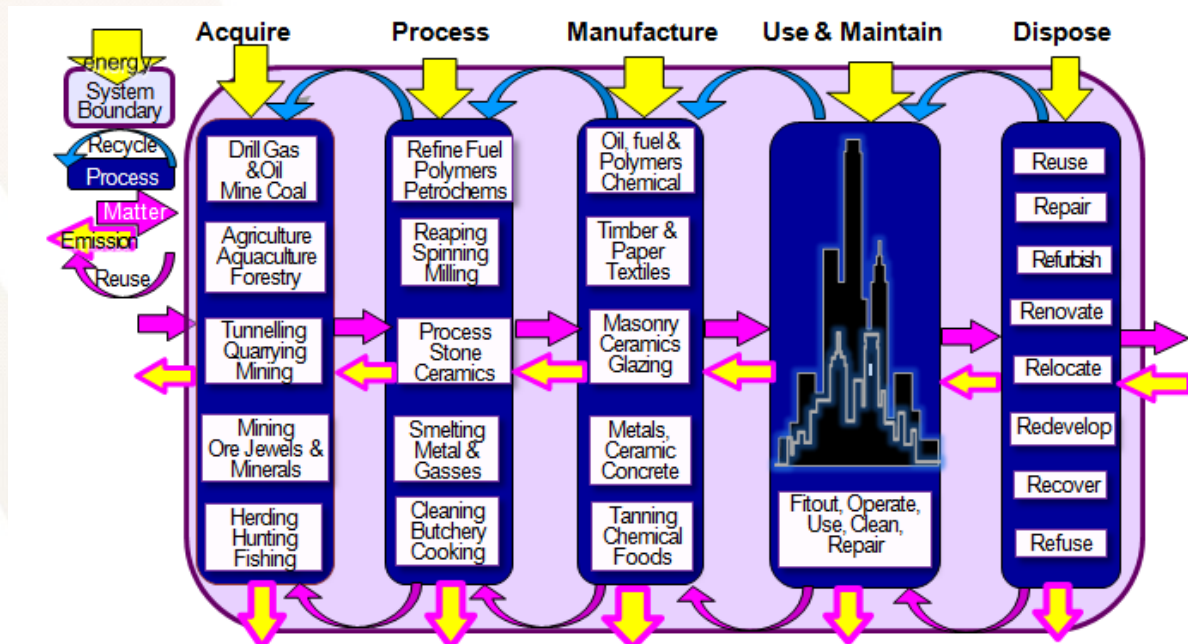 Acquire
Process
Manufacture
Use & Maintain
Dispose
energy
System
Boundary
Recycle
Process
Matter
Emission
Reuse
Drill Gas
&Oil
Mine Coal
Agriculture
Aquaculture
Forestry
Tunnelling
Quarrying
Mining
Mining
Ore Jewels &
Minerals
Herding
Hunting
Fishing
Refine Fuel
Polymers
Petrochems
Reaping
Spinning
Milling
Process
Stone
Ceramics
Smelting
Metal &
Gasses
Cleaning
Butchery
Cooking
Oil, fuel &
Polymers
Chemical
Timber &
Paper
Textiles
Masonry
Ceramics
Glazing
Metals,
Ceramic
Concrete
Tanning
Chemical
Foods
Fitout, Operate,
Use, Clean,
Repair
Reuse
Repair
Refurbish
Renovate
Relocate
Redevelop
Recover
Refuse